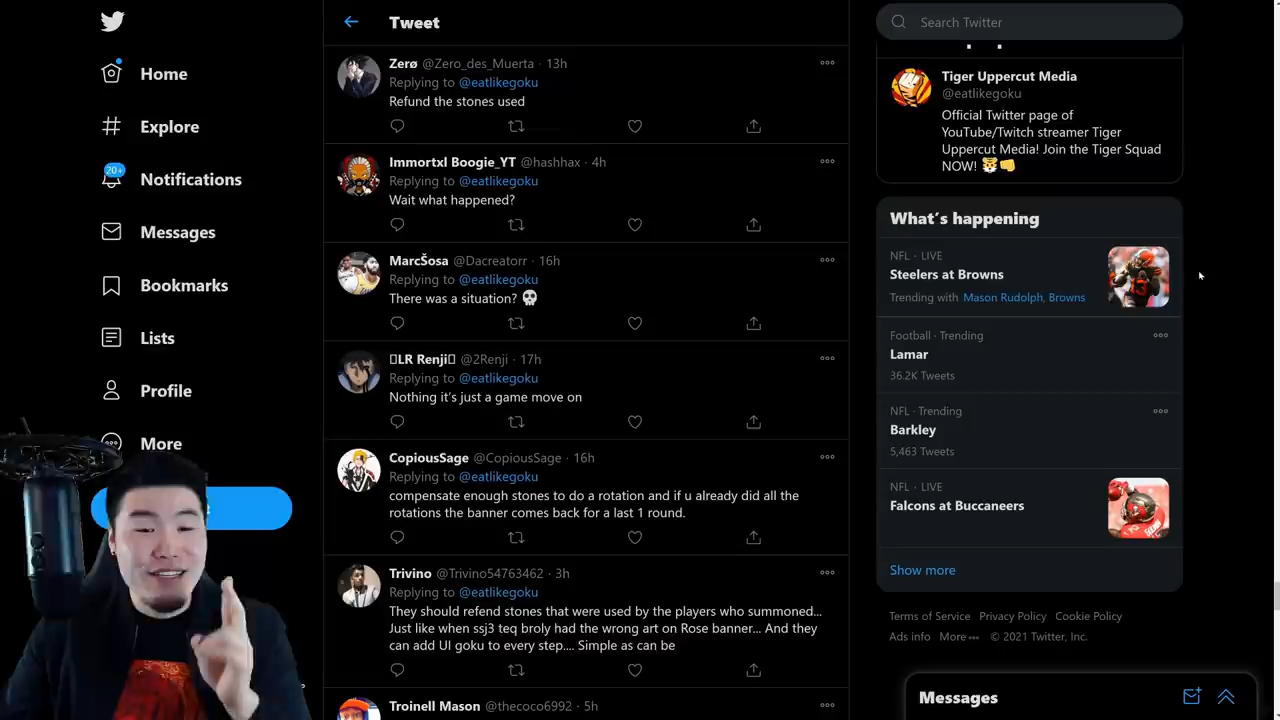 Home
Explore
20+
Notifications
Messages
Bookmarks
Lists
Profile
More
Tweet
Zerø @Zero_des_Muerta · 13h
Replying to @eatlikegoku
Refund the stones used
Immortxl Boogie_YT @hashhax · 4h
Replying to @eatlikegoku
Wait what happened?
MarcŠosa @Dacreatorr · 16h
Replying to @eatlikegoku
There was a situation? 💀
LR Renji @2Renji · 17h
Replying to @eatlikegoku
Nothing it's just a game move on
CopiousSage @CopiousSage · 16h
Replying to @eatlikegoku
compensate enough stones to do a rotation and if u already did all the
rotations the banner comes back for a last 1 round.
Trivino @Trivino54763462 · 3h
Replying to @eatlikegoku
They should refend stones that were used by the players who summoned...
Just like when ssj3 teq broly had the wrong art on Rose banner... And they
can add UI goku to every step.... Simple as can be
Troinell Mason @thecoco6992 · 5h
Search Twitter
Tiger Uppercut Media
@eatlikegoku
Official Twitter page of
YouTube/Twitch streamer Tiger
Uppercut Media! Join the Tiger Squad
NOW! 🐯👊
What's happening
NFL · LIVE
Steelers at Browns
Trending with Mason Rudolph, Browns
Football · Trending
Lamar
36.2K Tweets
NFL · Trending
Barkley
5,463 Tweets
NFL · LIVE
Falcons at Buccaneers
Show more
Terms of Service Privacy Policy Cookie Policy
Ads info More··· © 2021 Twitter, Inc.
Messages